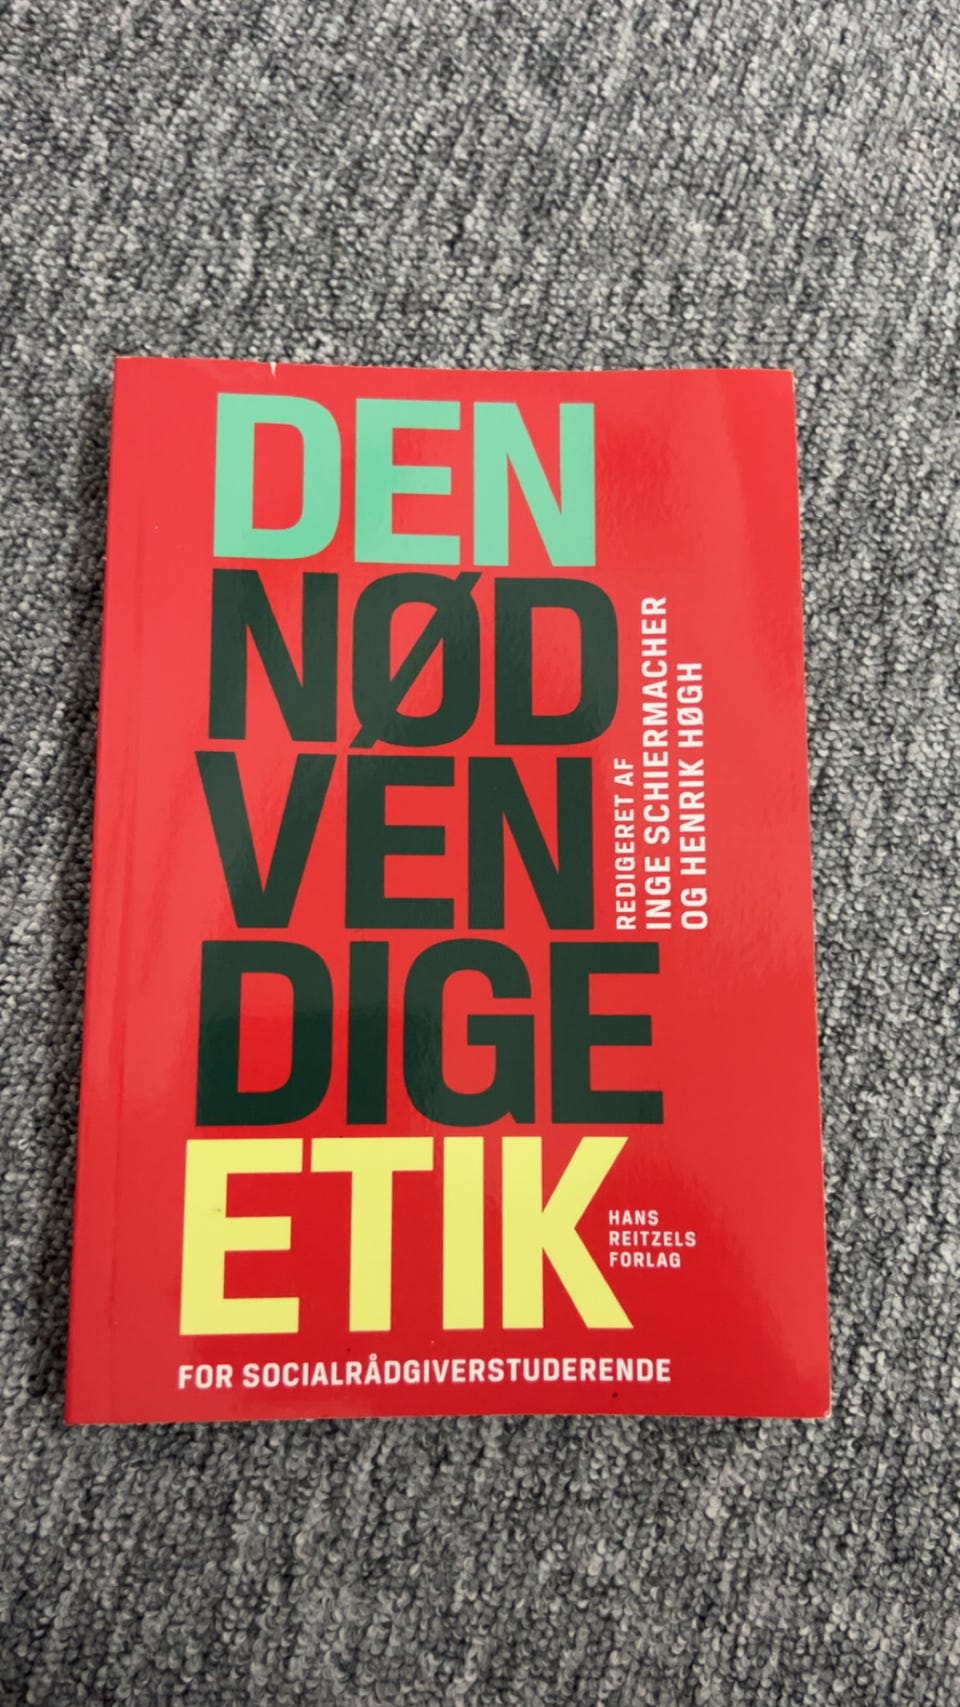 DEN
NØD
VEN
DIGE
ETIK
REDIGERET AF
INGE SCHIERMACHER
OG HENRIK HØGH
HANS
REITZELS
FORLAG
FOR SOCIALRÅDGIVERSTUDERENDE